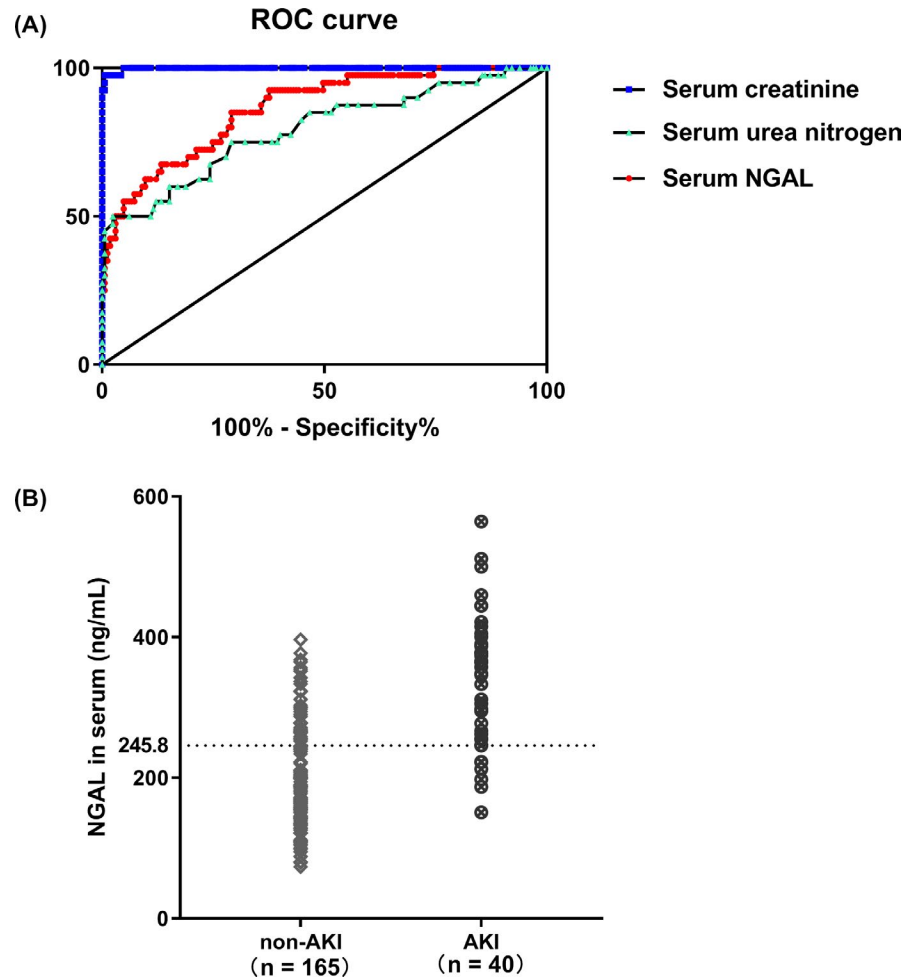 (A)
ROC curve
100
50
0
0
50
100
100% - Specificity%
Serum creatinine
Serum urea nitrogen
Serum NGAL
(B)
NGAL in serum (ng/mL)
600
400
245.8
200
0
non-AKI
(n = 165)
AKI
(n = 40)